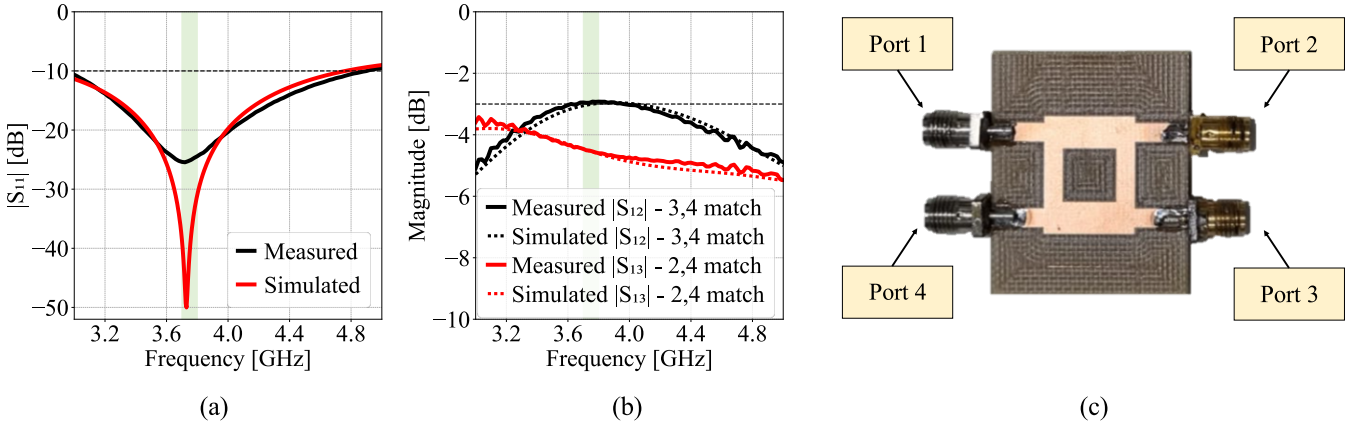 0
−10
−20
−30
−40
−50
3.2 3.6 4.0 4.4 4.8
|S₁₁| [dB]
Frequency [GHz]
Measured
Simulated
(a)
0
−2
−4
−6
−8
−10
3.2 3.6 4.0 4.4 4.8
Magnitude [dB]
Frequency [GHz]
Measured |S₁₂| - 3,4 match
Simulated |S₁₂| - 3,4 match
Measured |S₁₃| - 2,4 match
Simulated |S₁₃| - 2,4 match
(b)
Port 1
Port 2
Port 4
Port 3
(c)